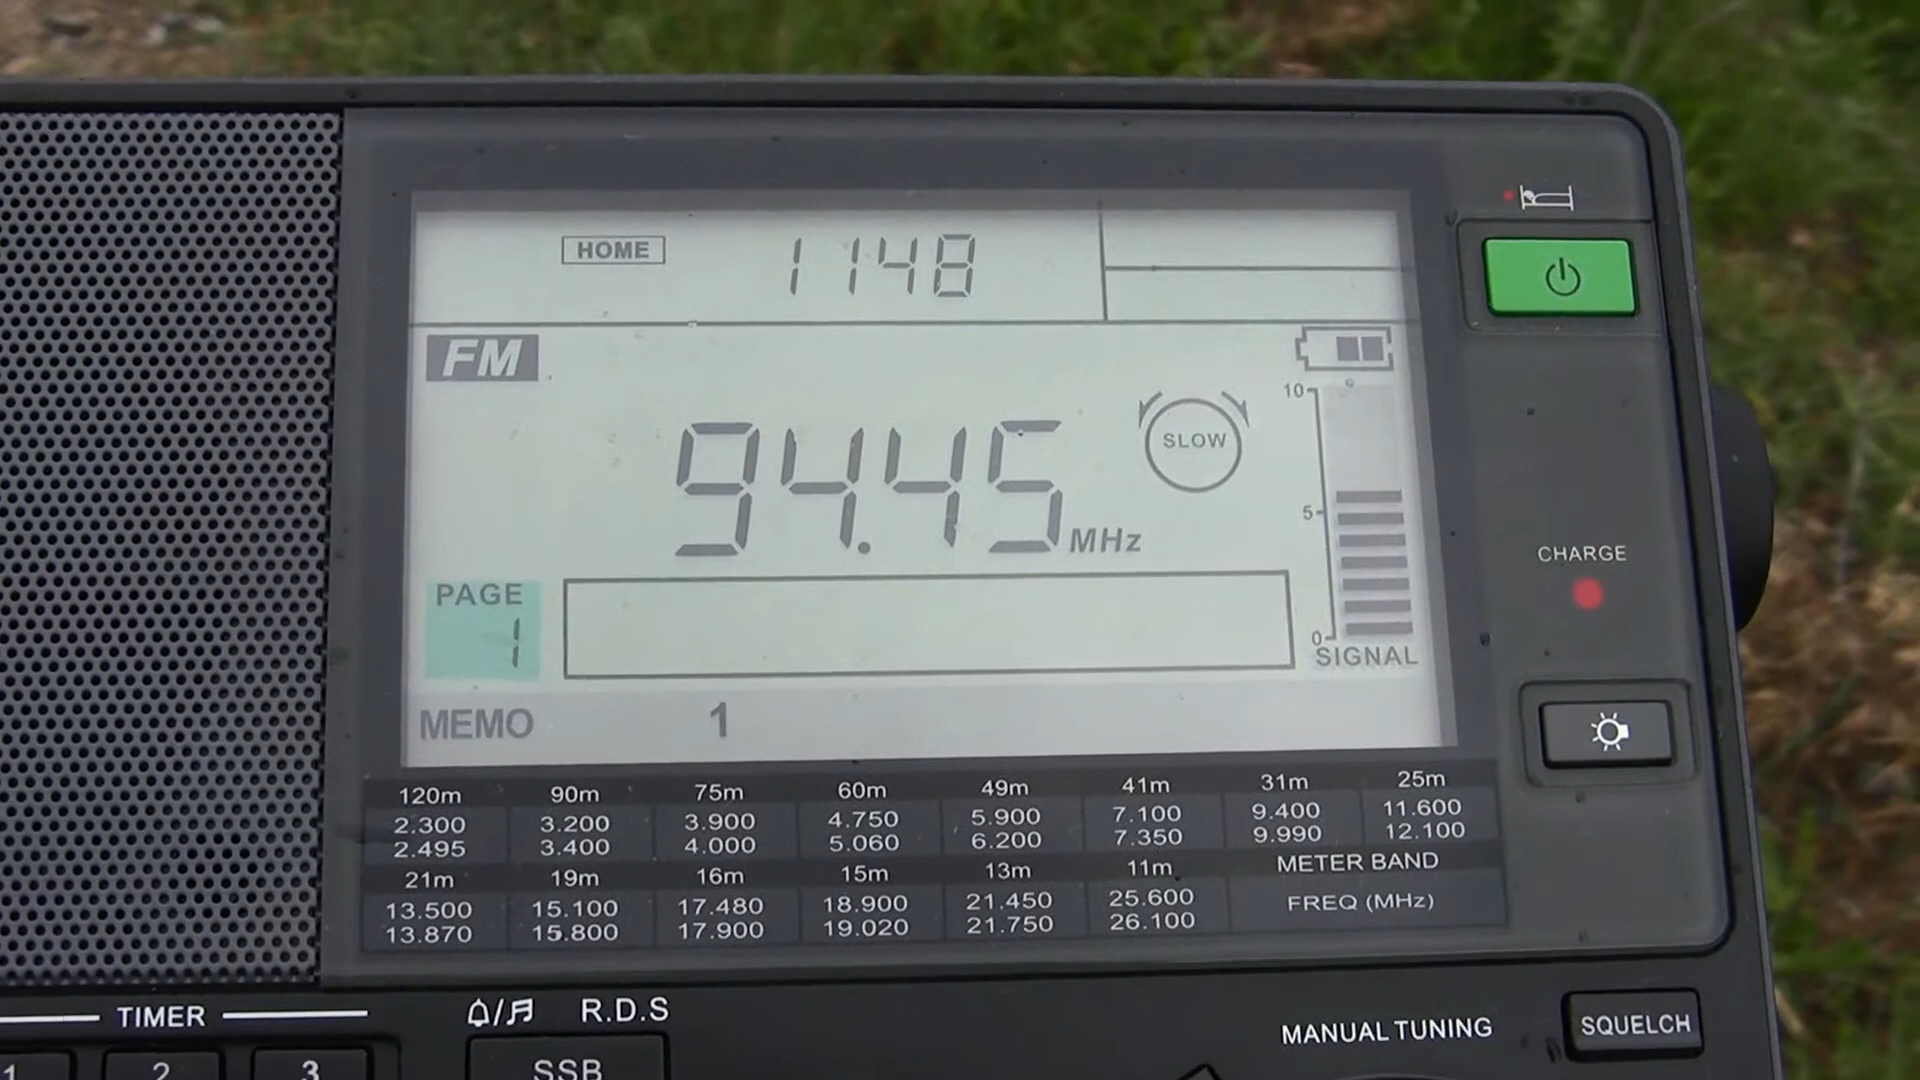 HOME 1148
FM
10
94.45 MHz
SLOW
5
0
SIGNAL
PAGE
1
MEMO 1
CHARGE
120m 90m 75m 60m 49m 41m 31m 25m
2.300 3.200 3.900 4.750 5.900 7.100 9.400 11.600
2.495 3.400 4.000 5.060 6.200 7.350 9.990 12.100
21m 19m 16m 15m 13m 11m METER BAND
13.500 15.100 17.480 18.900 21.450 25.600 FREQ (MHz)
13.870 15.800 17.900 19.020 21.750 26.100
TIMER R.D.S
MANUAL TUNING SQUELCH
1 2 3 SSB